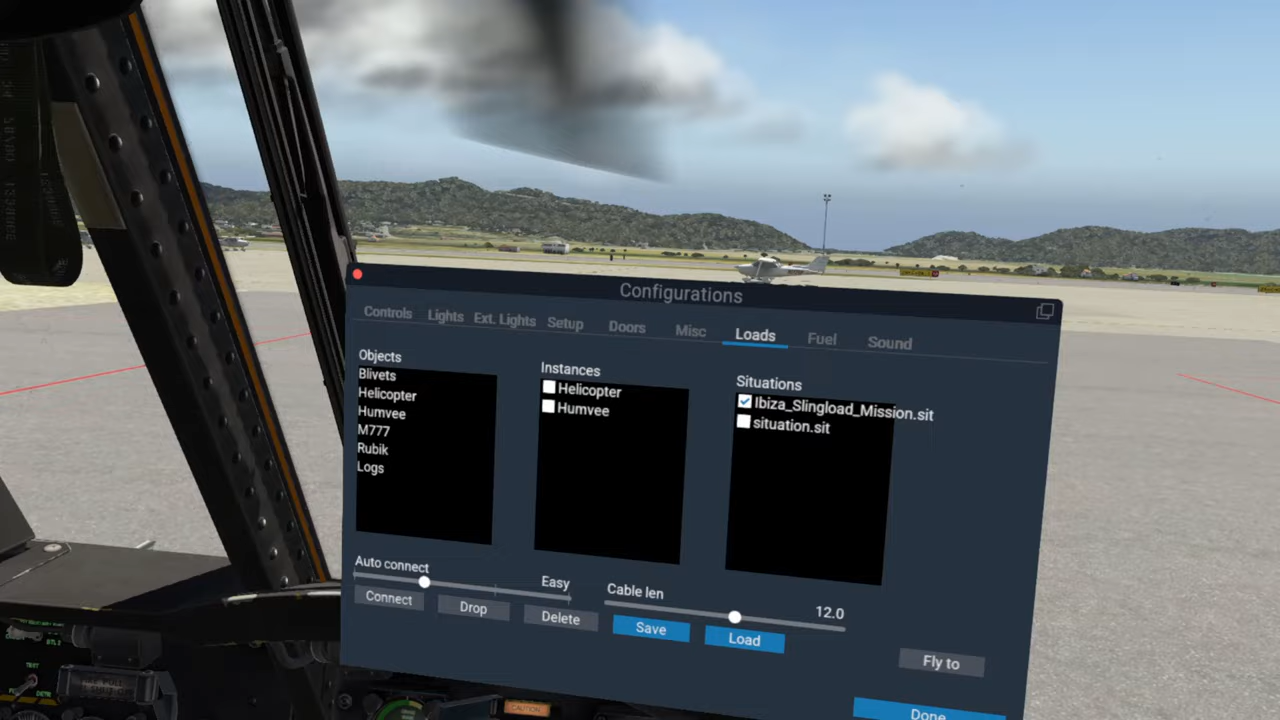 Configurations
Controls Lights Ext. Lights Setup Doors Misc Loads Fuel Sound
Objects
Blivets
Helicopter
Humvee
M777
Rubik
Logs
Instances
Helicopter
Humvee
Situations
Ibiza_Slingload_Mission.sit
situation.sit
Auto connect Easy
Cable len 12.0
Connect Drop Delete Save Load
Fly to
Done
CAUTION